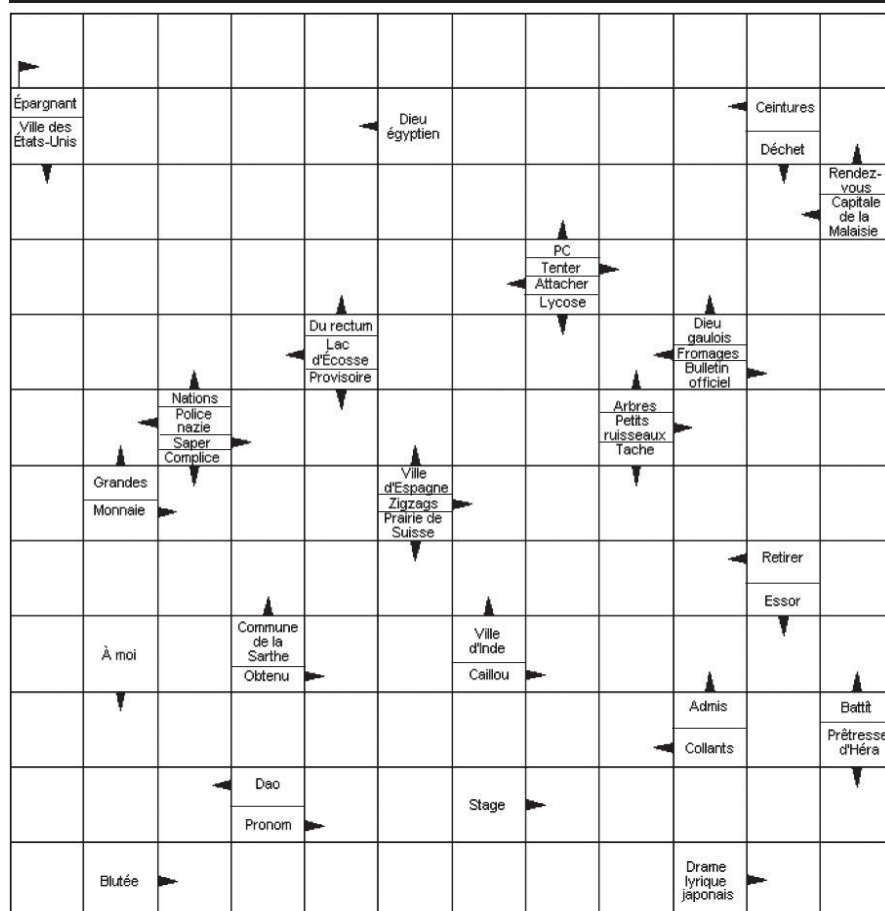 Épargnant
Ville des
États-Unis
Dieu
égyptien
Ceintures
Déchet
Rendez-
vous
Capitale
de la
Malaisie
PC
Tenter
Attacher
Lycose
Du rectum
Lac
d'Écosse
Provisoire
Dieu
gaulois
Fromages
Bulletin
officiel
Nations
Police
nazie
Saper
Complice
Arbres
Petits
ruisseaux
Tache
Grandes
Monnaie
Ville
d'Espagne
Zigzags
Prairie de
Suisse
Retirer
Essor
À moi
Commune
de la
Sarthe
Obtenu
Ville
d'Inde
Caillou
Admis
Collants
Battît
Prêtresse
d'Héra
Dao
Pronom
Stage
Blutée
Drame
lyrique
japonais